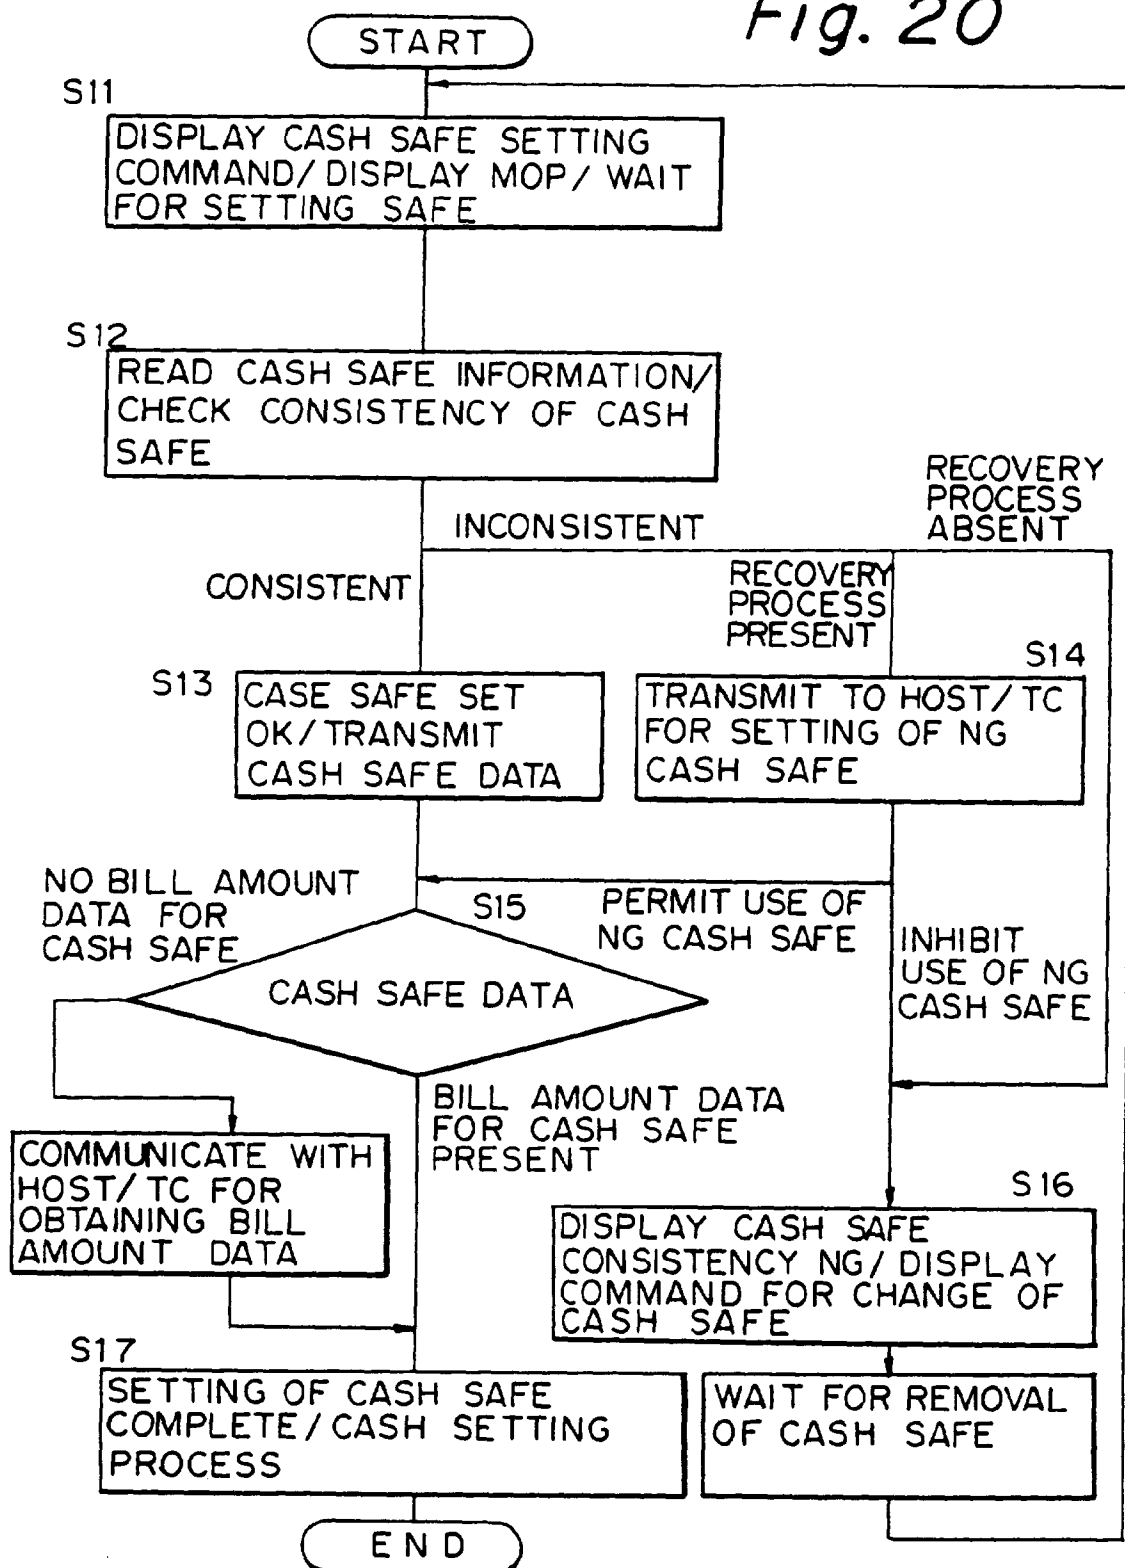 Fig. 20
START
S11
DISPLAY CASH SAFE SETTING
COMMAND/DISPLAY MOP/WAIT
FOR SETTING SAFE
S12
READ CASH SAFE INFORMATION/
CHECK CONSISTENCY OF CASH
SAFE
RECOVERY
PROCESS
ABSENT
INCONSISTENT
CONSISTENT
RECOVERY
PROCESS
PRESENT
S13
CASE SAFE SET
OK/TRANSMIT
CASH SAFE DATA
S14
TRANSMIT TO HOST/TC
FOR SETTING OF NG
CASH SAFE
NO BILL AMOUNT
DATA FOR
CASH SAFE
S15
PERMIT USE OF
NG CASH SAFE
INHIBIT
USE OF NG
CASH SAFE
CASH SAFE DATA
BILL AMOUNT DATA
FOR CASH SAFE
PRESENT
COMMUNICATE WITH
HOST/TC FOR
OBTAINING BILL
AMOUNT DATA
S16
DISPLAY CASH SAFE
CONSISTENCY NG/DISPLAY
COMMAND FOR CHANGE OF
CASH SAFE
S17
SETTING OF CASH SAFE
COMPLETE/CASH SETTING
PROCESS
WAIT FOR REMOVAL
OF CASH SAFE
END